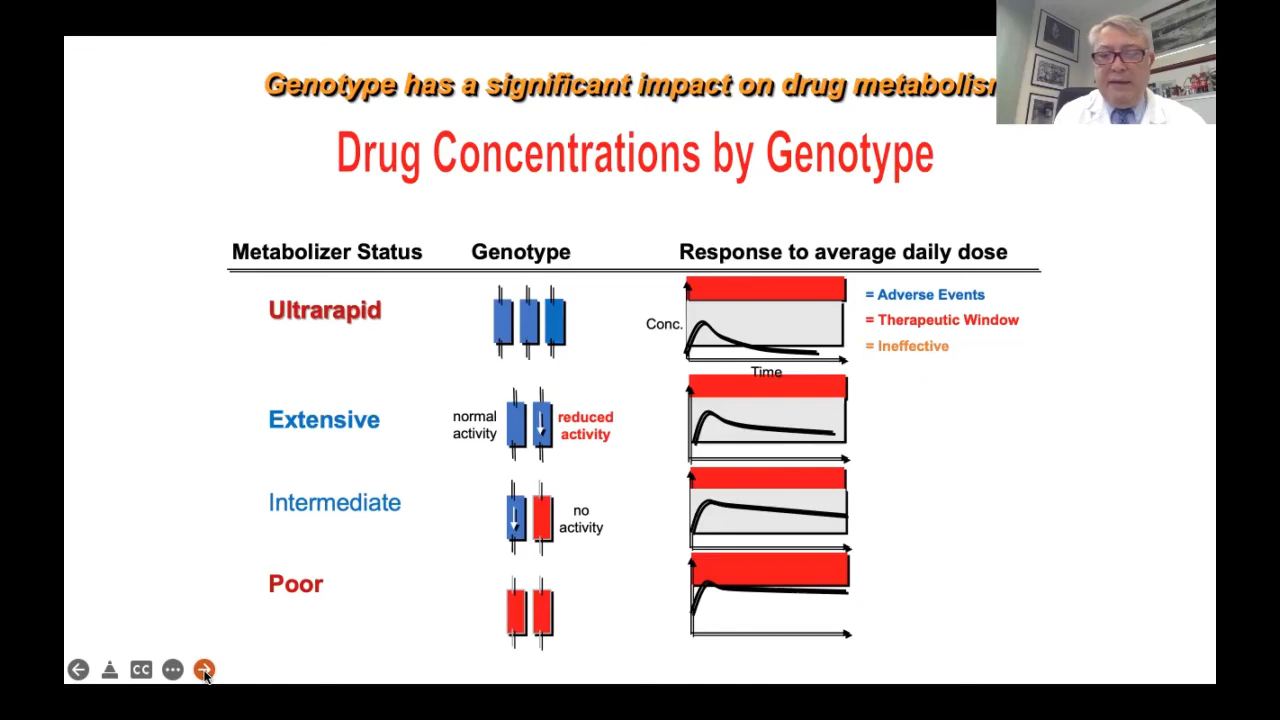 Genotype has a significant impact on drug metabolism
Drug Concentrations by Genotype
Metabolizer Status Genotype Response to average daily dose
Ultrarapid
Conc.
Time
= Adverse Events
= Therapeutic Window
= Ineffective
Extensive
normal
activity
reduced
activity
Intermediate
no
activity
Poor
CC